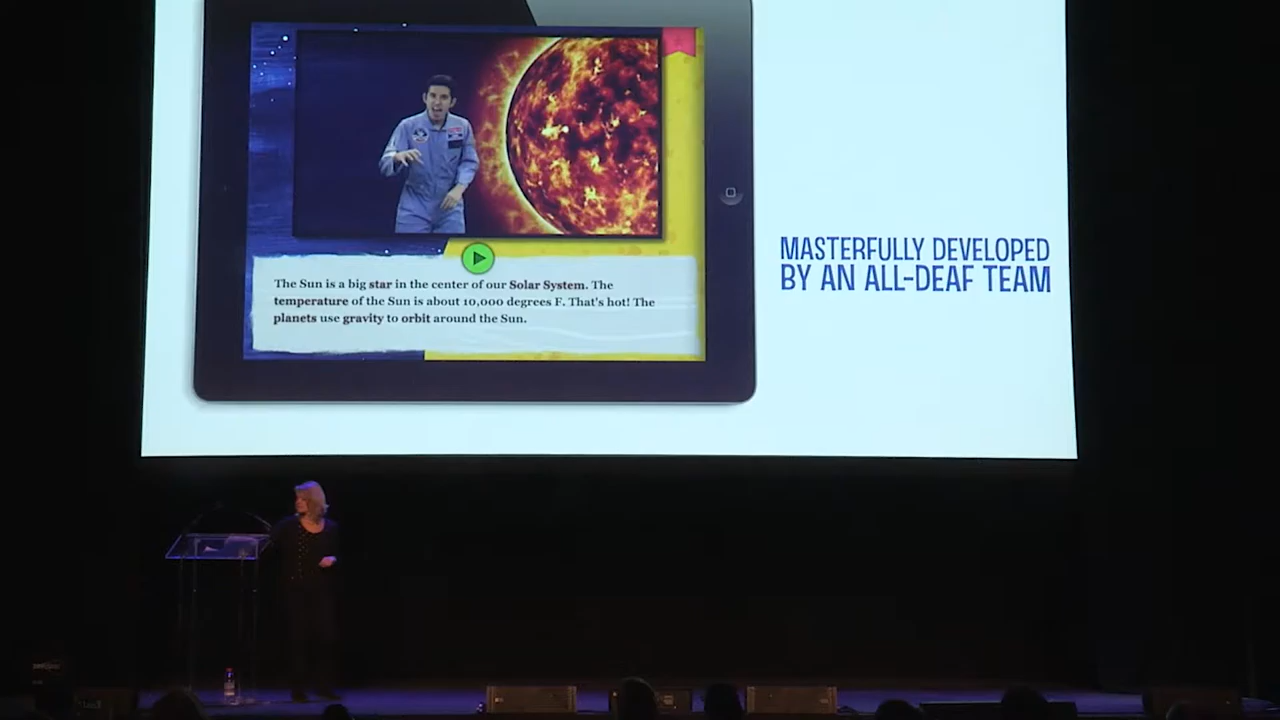 The Sun is a big star in the center of our Solar System. The
temperature of the Sun is about 10,000 degrees F. That's hot! The
planets use gravity to orbit around the Sun.
MASTERFULLY DEVELOPED
BY AN ALL-DEAF TEAM